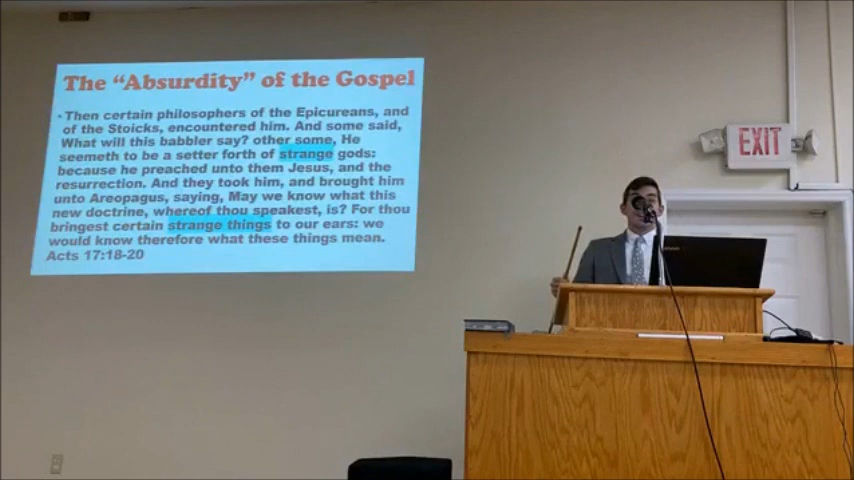 The “Absurdity” of the Gospel
• Then certain philosophers of the Epicureans, and
of the Stoicks, encountered him. And some said,
What will this babbler say? other some, He
seemeth to be a setter forth of strange gods:
because he preached unto them Jesus, and the
resurrection. And they took him, and brought him
unto Areopagus, saying, May we know what this
new doctrine, whereof thou speakest, is? For thou
bringest certain strange things to our ears: we
would know therefore what these things mean.
Acts 17:18-20
EXIT